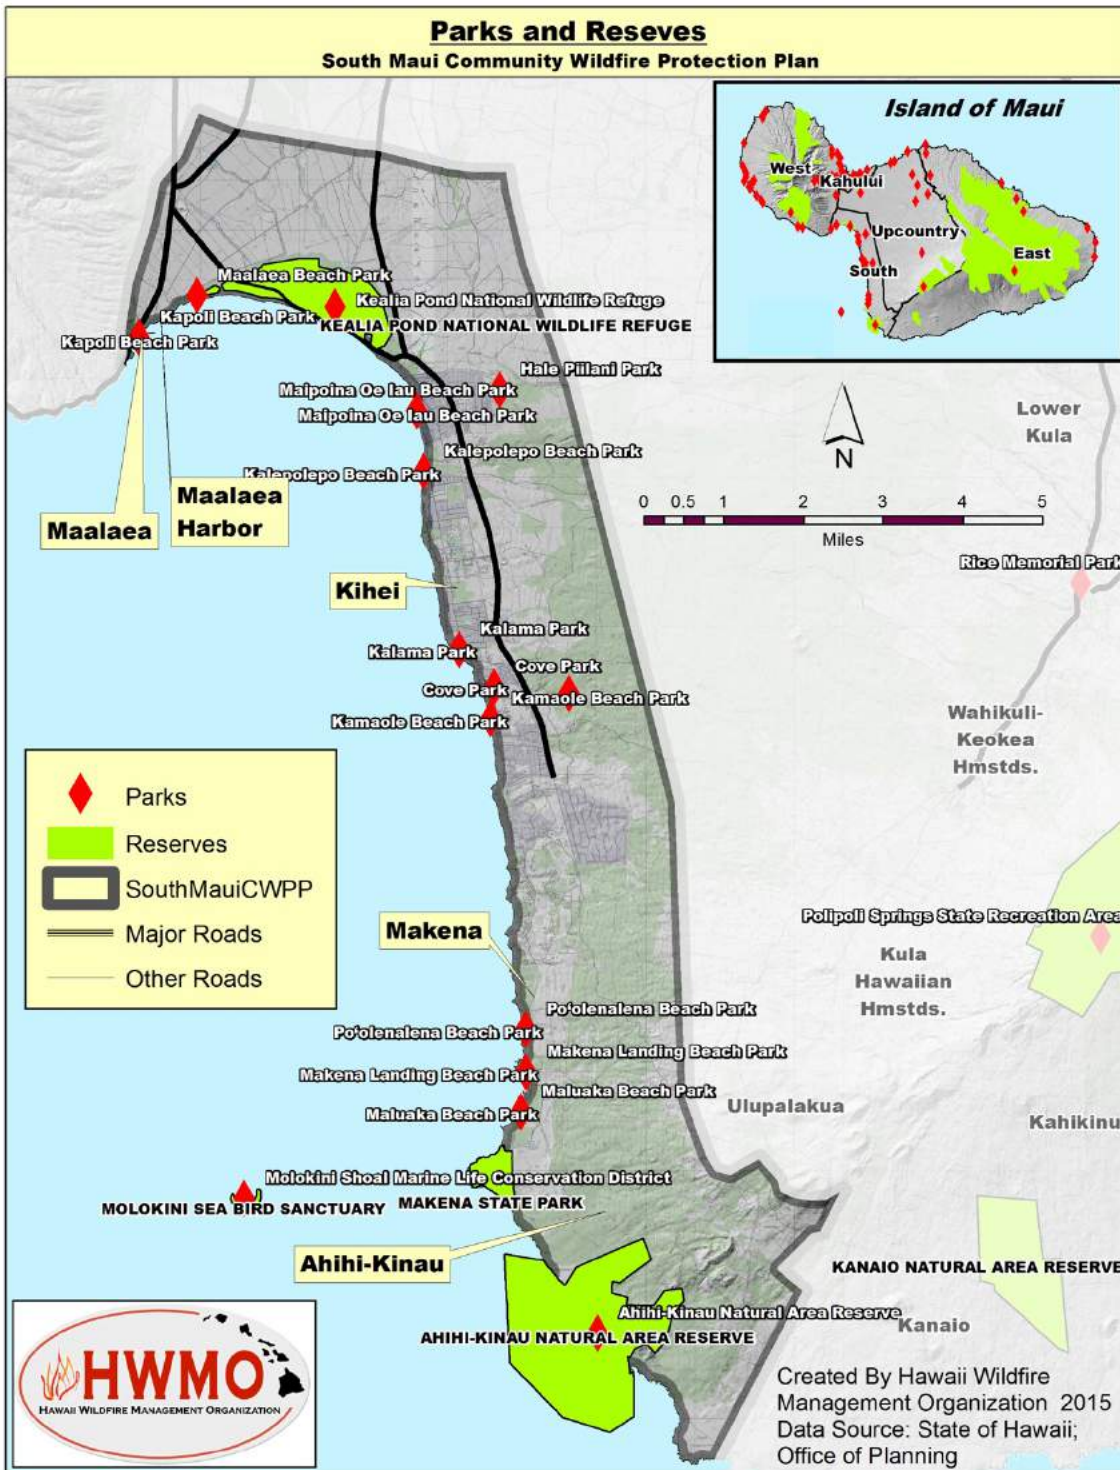 Parks and Reseves
South Maui Community Wildfire Protection Plan
Island of Maui
West
Kahului
Upcountry
East
South
Maalaea Beach Park
Kealia Pond National Wildlife Refuge
Kapoli Beach Park
KEALIA POND NATIONAL WILDLIFE REFUGE
Kapoli Beach Park
Hale Piilani Park
Maipoina Oe Iau Beach Park
Maipoina Oe Iau Beach Park
Lower
Kula
N
Kalepolepo Beach Park
Kalepolepo Beach Park
Maalaea
Harbor
Maalaea
0 0.5 1 2 3 4 5
Miles
Rice Memorial Park
Kihei
Kalama Park
Kalama Park
Cove Park
Cove Park
Kamaole Beach Park
Kamaole Beach Park
Wahikuli-
Keokea
Hmstds.
Parks
Reserves
SouthMauiCWPP
Major Roads
Other Roads
Makena
Polipoli Springs State Recreation Area
Kula
Hawaiian
Hmstds.
Po'olenalena Beach Park
Po'olenalena Beach Park
Makena Landing Beach Park
Makena Landing Beach Park
Maluaka Beach Park
Maluaka Beach Park
Ulupalakua
Kahikinu
Molokini Shoal Marine Life Conservation District
MOLOKINI SEA BIRD SANCTUARY
MAKENA STATE PARK
Ahihi-Kinau
KANAIO NATURAL AREA RESERVE
Ahihi-Kinau Natural Area Reserve
AHIHI-KINAU NATURAL AREA RESERVE
Kanaio
HWMO
HAWAII WILDFIRE MANAGEMENT ORGANIZATION
Created By Hawaii Wildfire
Management Organization 2015
Data Source: State of Hawaii;
Office of Planning